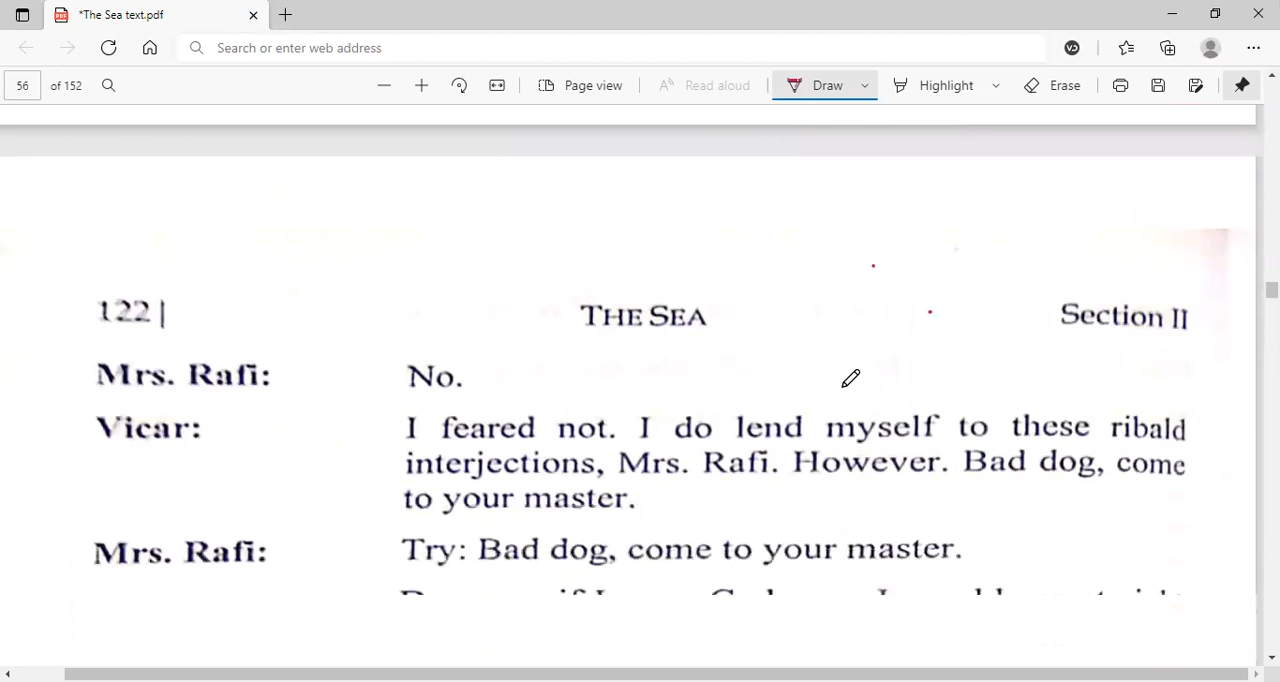 *The Sea text.pdf
Search or enter web address
56 of 152
Page view
Read aloud
Draw
Highlight
Erase
122 | THE SEA Section II
Mrs. Rafi: No.
Vicar: I feared not. I do lend myself to these ribald
interjections, Mrs. Rafi. However. Bad dog, come
to your master.
Mrs. Rafi: Try: Bad dog, come to your master.